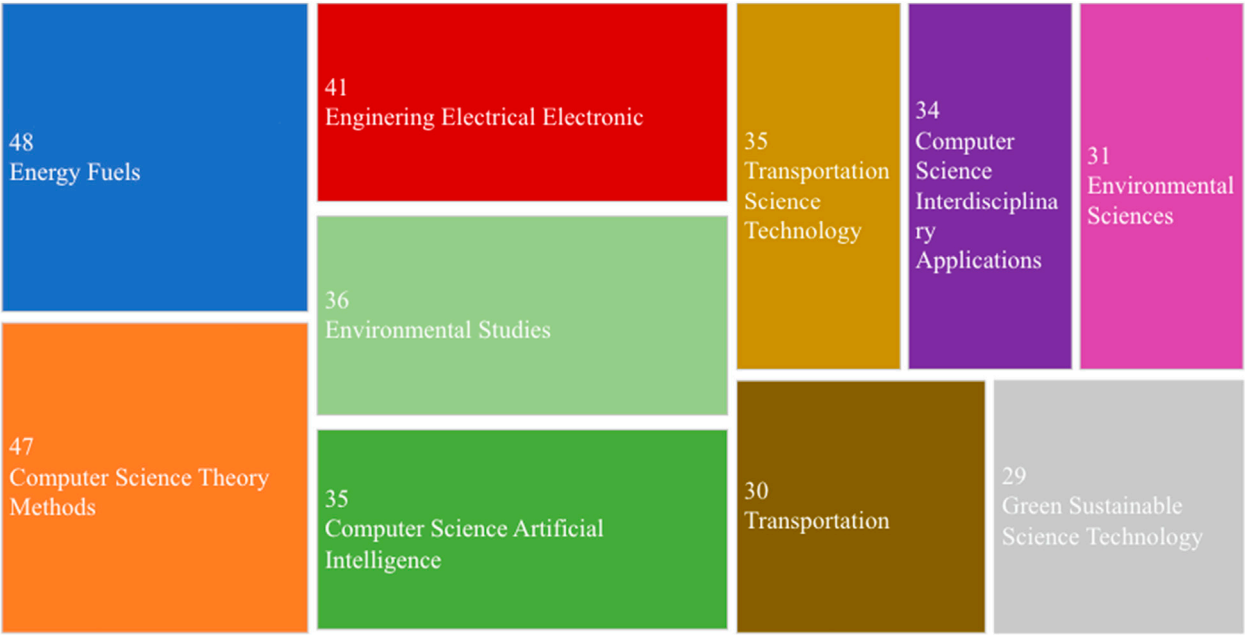 48
Energy Fuels
47
Computer Science Theory
Methods
41
Enginering Electrical Electronic
36
Environmental Studies
35
Computer Science Artificial
Intelligence
35
Transportation
Science
Technology
34
Computer
Science
Interdisciplina
ry
Applications
31
Environmental
Sciences
30
Transportation
29
Green Sustainable
Science Technology